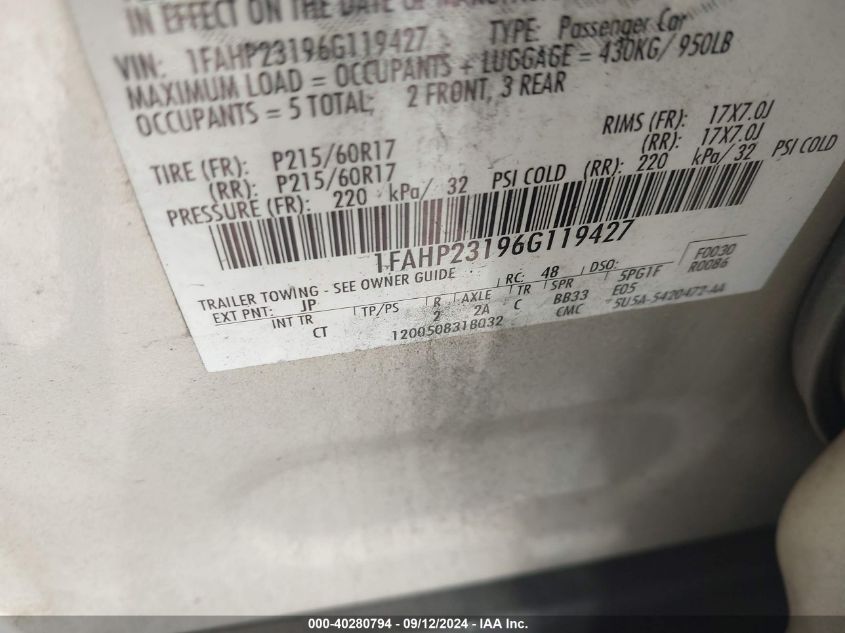 IN EFFECT ON THE DATE OF
VIN: 1FAHP23196G119427 TYPE: Passenger Car
MAXIMUM LOAD = OCCUPANTS + LUGGAGE = 430KG/ 950LB
OCCUPANTS = 5 TOTAL; 2 FRONT, 3 REAR
TIRE (FR): P215/60R17 RIMS (FR): 17X7.0J
(RR): P215/60R17 (RR): 17X7.0J
PRESSURE (FR): 220 kPa/ 32 PSI COLD (RR): 220 kPa/ 32 PSI COLD
1FAHP23196G119427
TRAILER TOWING - SEE OWNER GUIDE RC: 48 DSO: F0030
EXT PNT: JP TP/PS R AXLE TR SPR SPG1F R0086
INT TR 2 2A C BB33 E05
CT 1200508318032 CMC 5U5A-5420472-AA
000-40280794 - 09/12/2024 - IAA Inc.